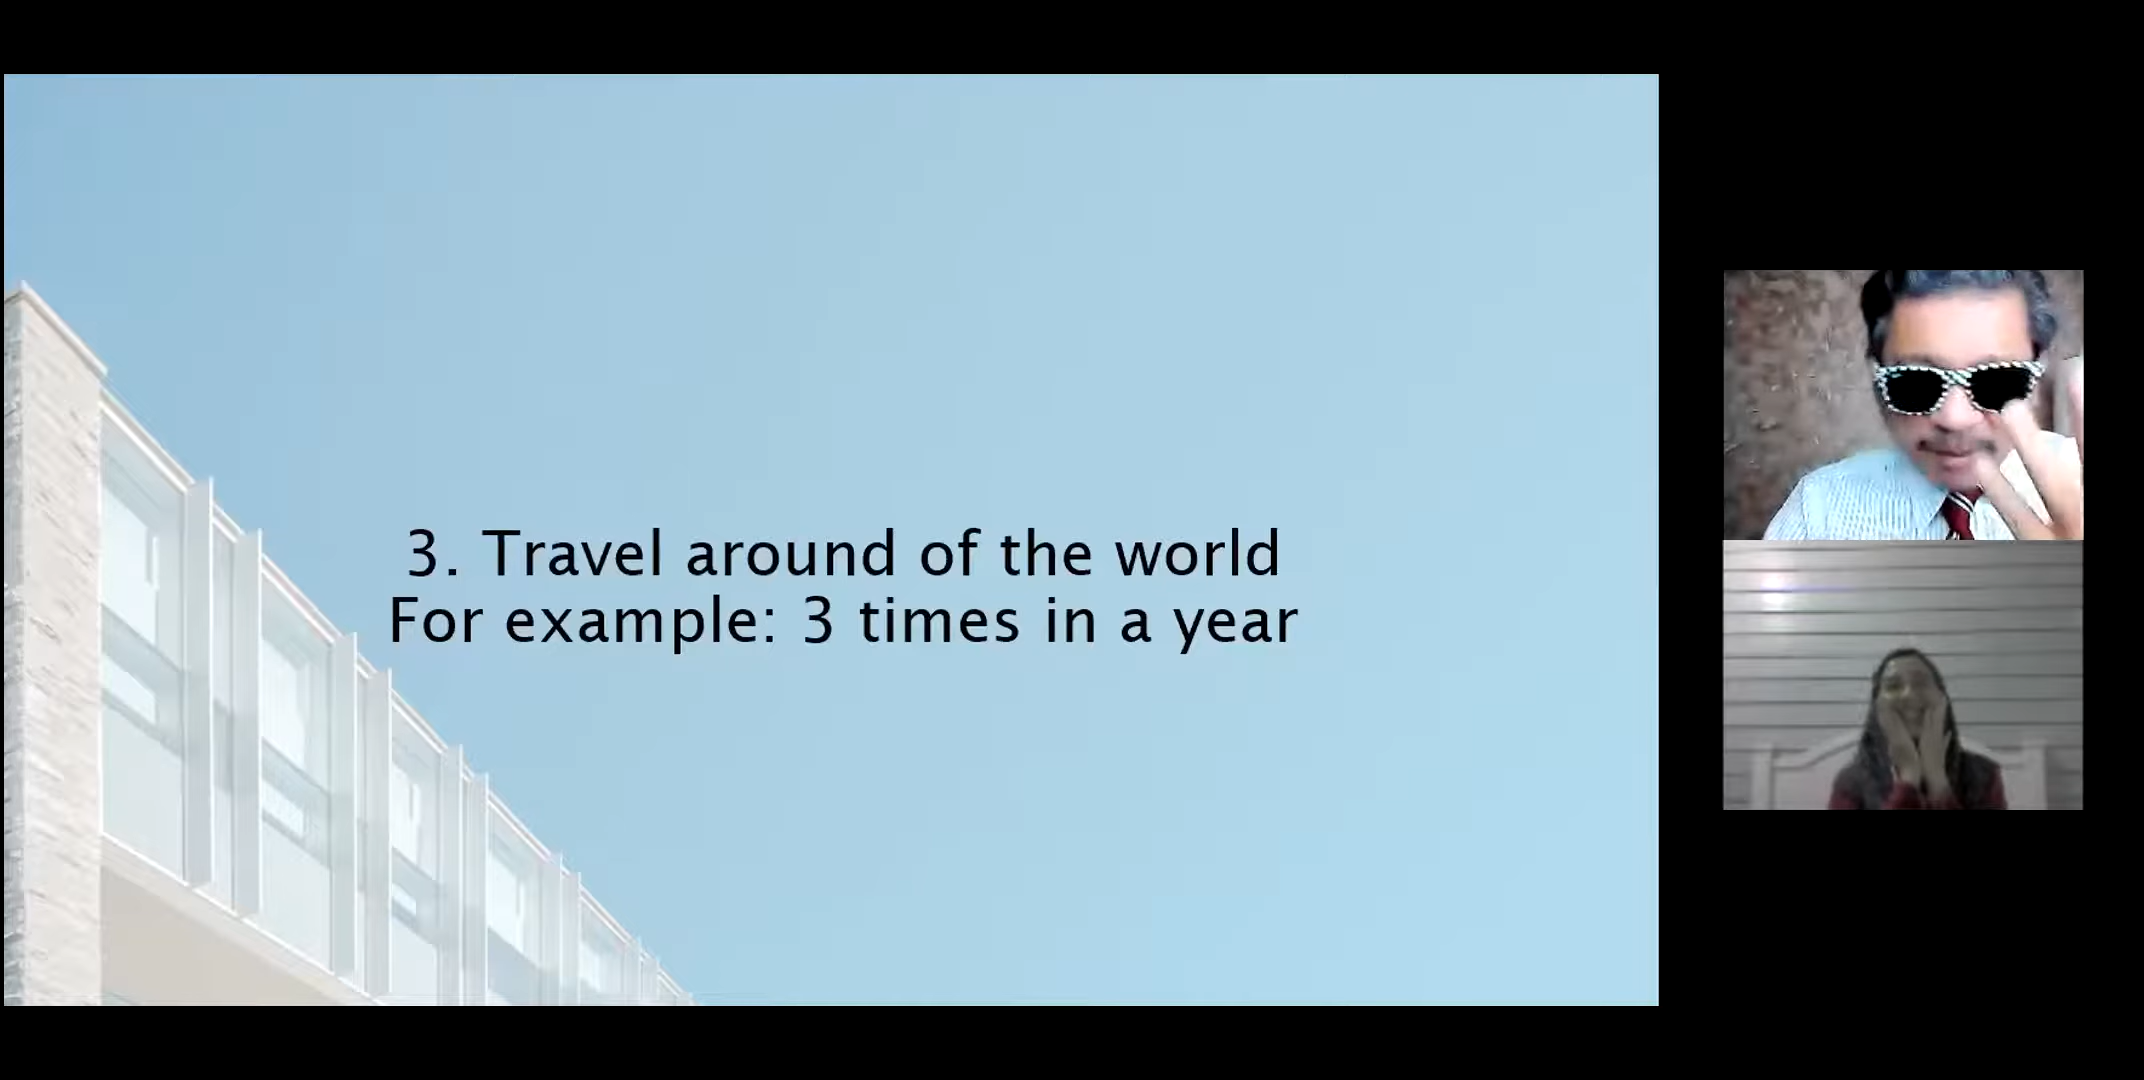 3. Travel around of the world
For example: 3 times in a year